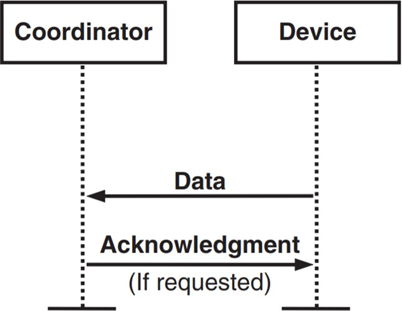 Coordinator
Device
Data
Acknowledgment
(If requested)